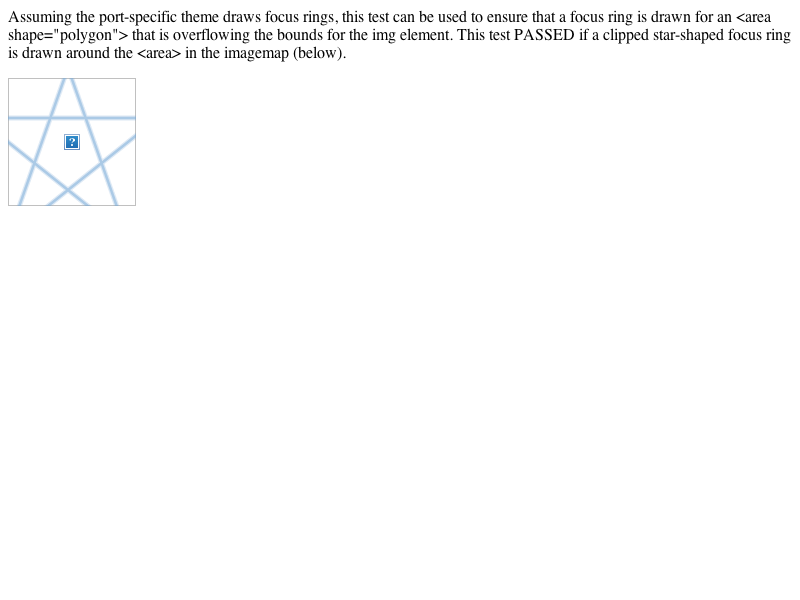 Assuming the port-specific theme draws focus rings, this test can be used to ensure that a focus ring is drawn for an <area
shape="polygon"> that is overflowing the bounds for the img element. This test PASSED if a clipped star-shaped focus ring
is drawn around the <area> in the imagemap (below).
?